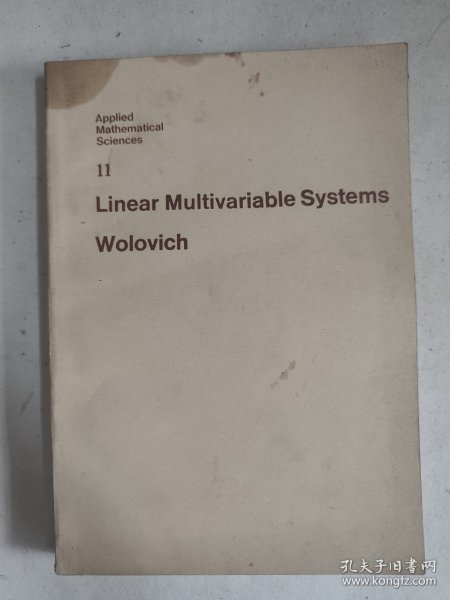 Applied
Mathematical
Sciences
11
Linear Multivariable Systems
Wolovich
孔夫子旧书网
www.kongfz.com